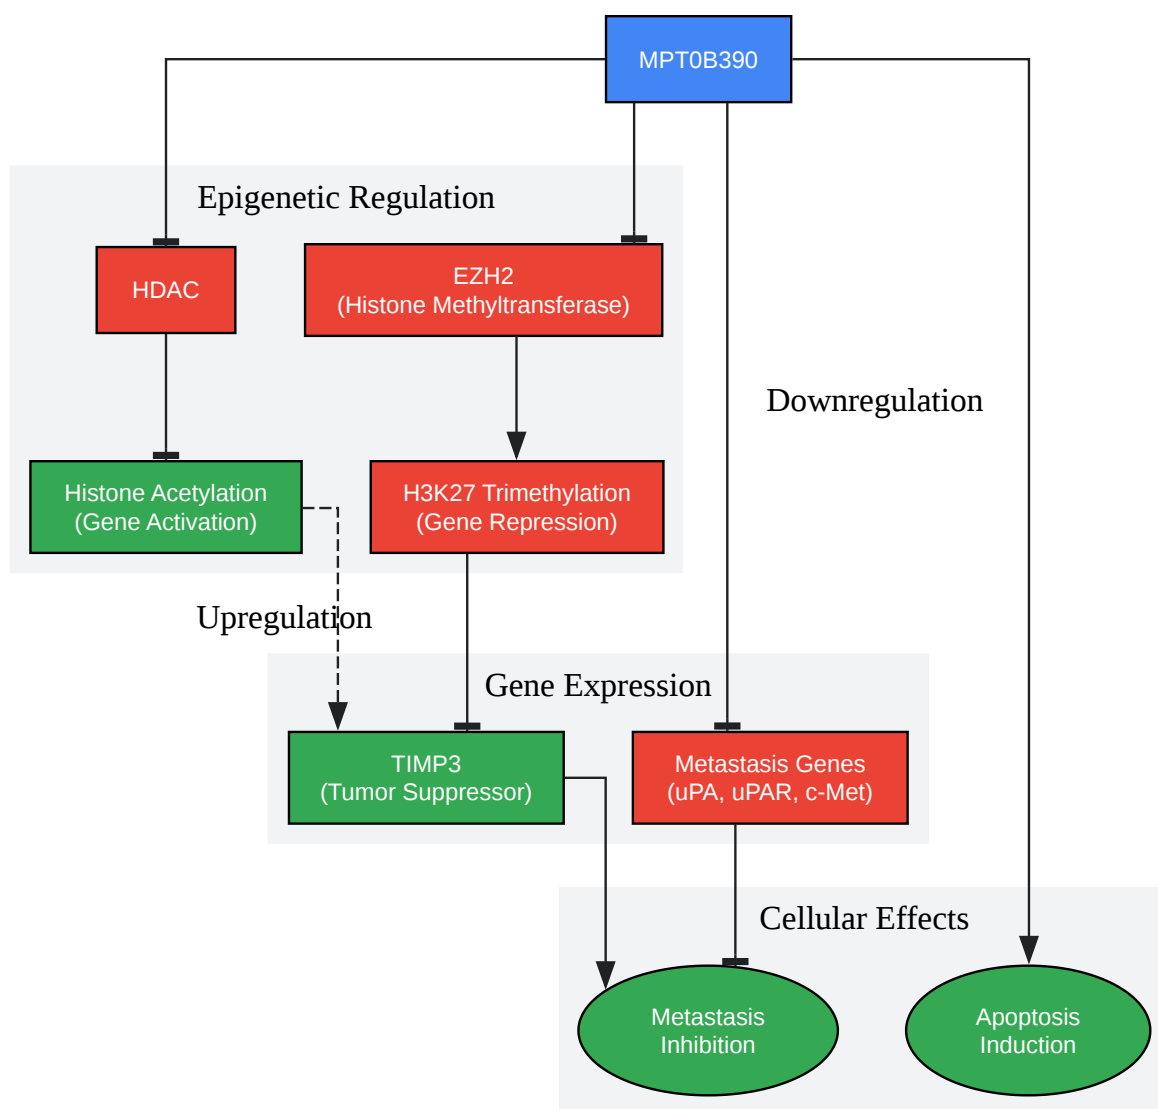 MPT0B390
Epigenetic Regulation
HDAC
EZH2
(Histone Methyltransferase)
Downregulation
Histone Acetylation
(Gene Activation)
H3K27 Trimethylation
(Gene Repression)
Upregulation
Gene Expression
TIMP3
(Tumor Suppressor)
Metastasis Genes
(uPA, uPAR, c-Met)
Cellular Effects
Metastasis
Inhibition
Apoptosis
Induction